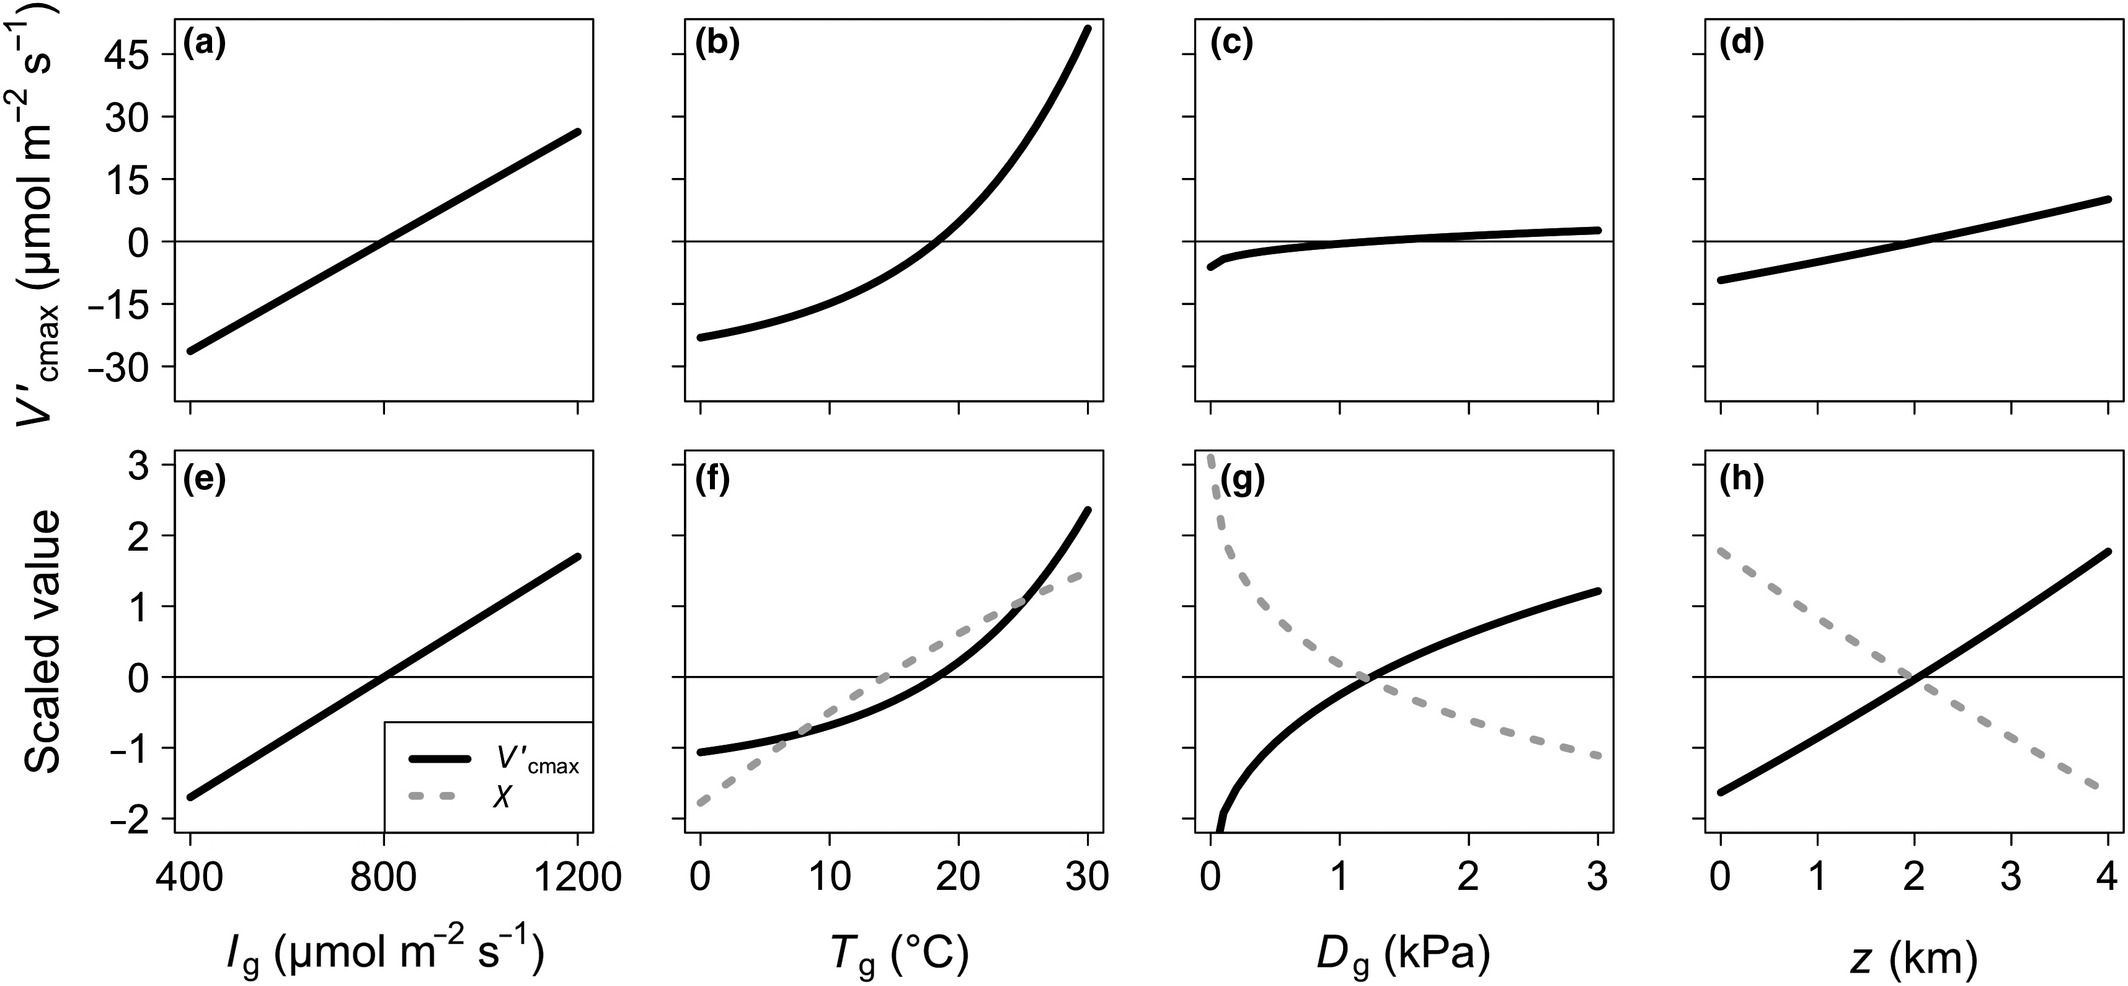 V′cmax (μmol m−2 s−1)
45
30
15
0
−15
−30
(a)
(b)
(c)
(d)
Scaled value
3
2
1
0
−1
−2
(e)
(f)
(g)
(h)
V′cmax
χ
400 800 1200
0 10 20 30
0 1 2 3
0 1 2 3 4
Ig (μmol m−2 s−1)
Tg (°C)
Dg (kPa)
z (km)